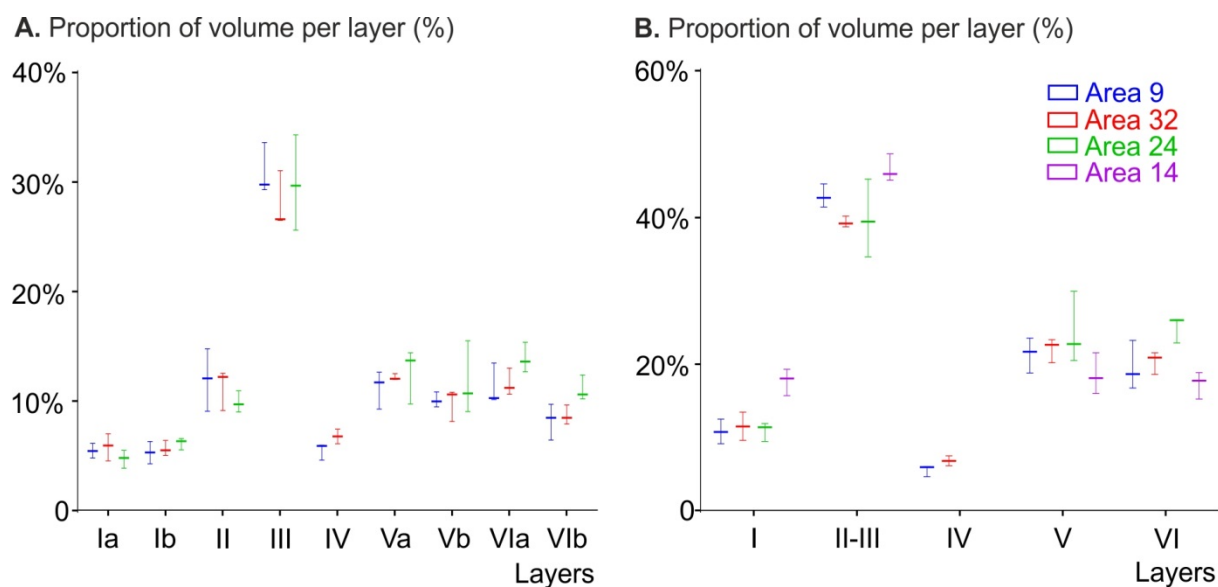 A. Proportion of volume per layer (%)
40%
30%
20%
10%
0
Ia Ib II III IV Va Vb VIa VIb
Layers
B. Proportion of volume per layer (%)
60%
40%
20%
0
Area 9
Area 32
Area 24
Area 14
I II-III IV V VI
Layers